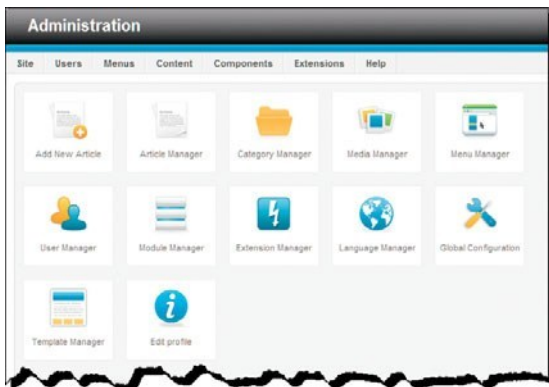 Administration
Site Users Menus Content Components Extensions Help
Add New Article Article Manager Category Manager Media Manager Menu Manager
User Manager Module Manager Extension Manager Language Manager Global Configuration
Template Manager Edit profile